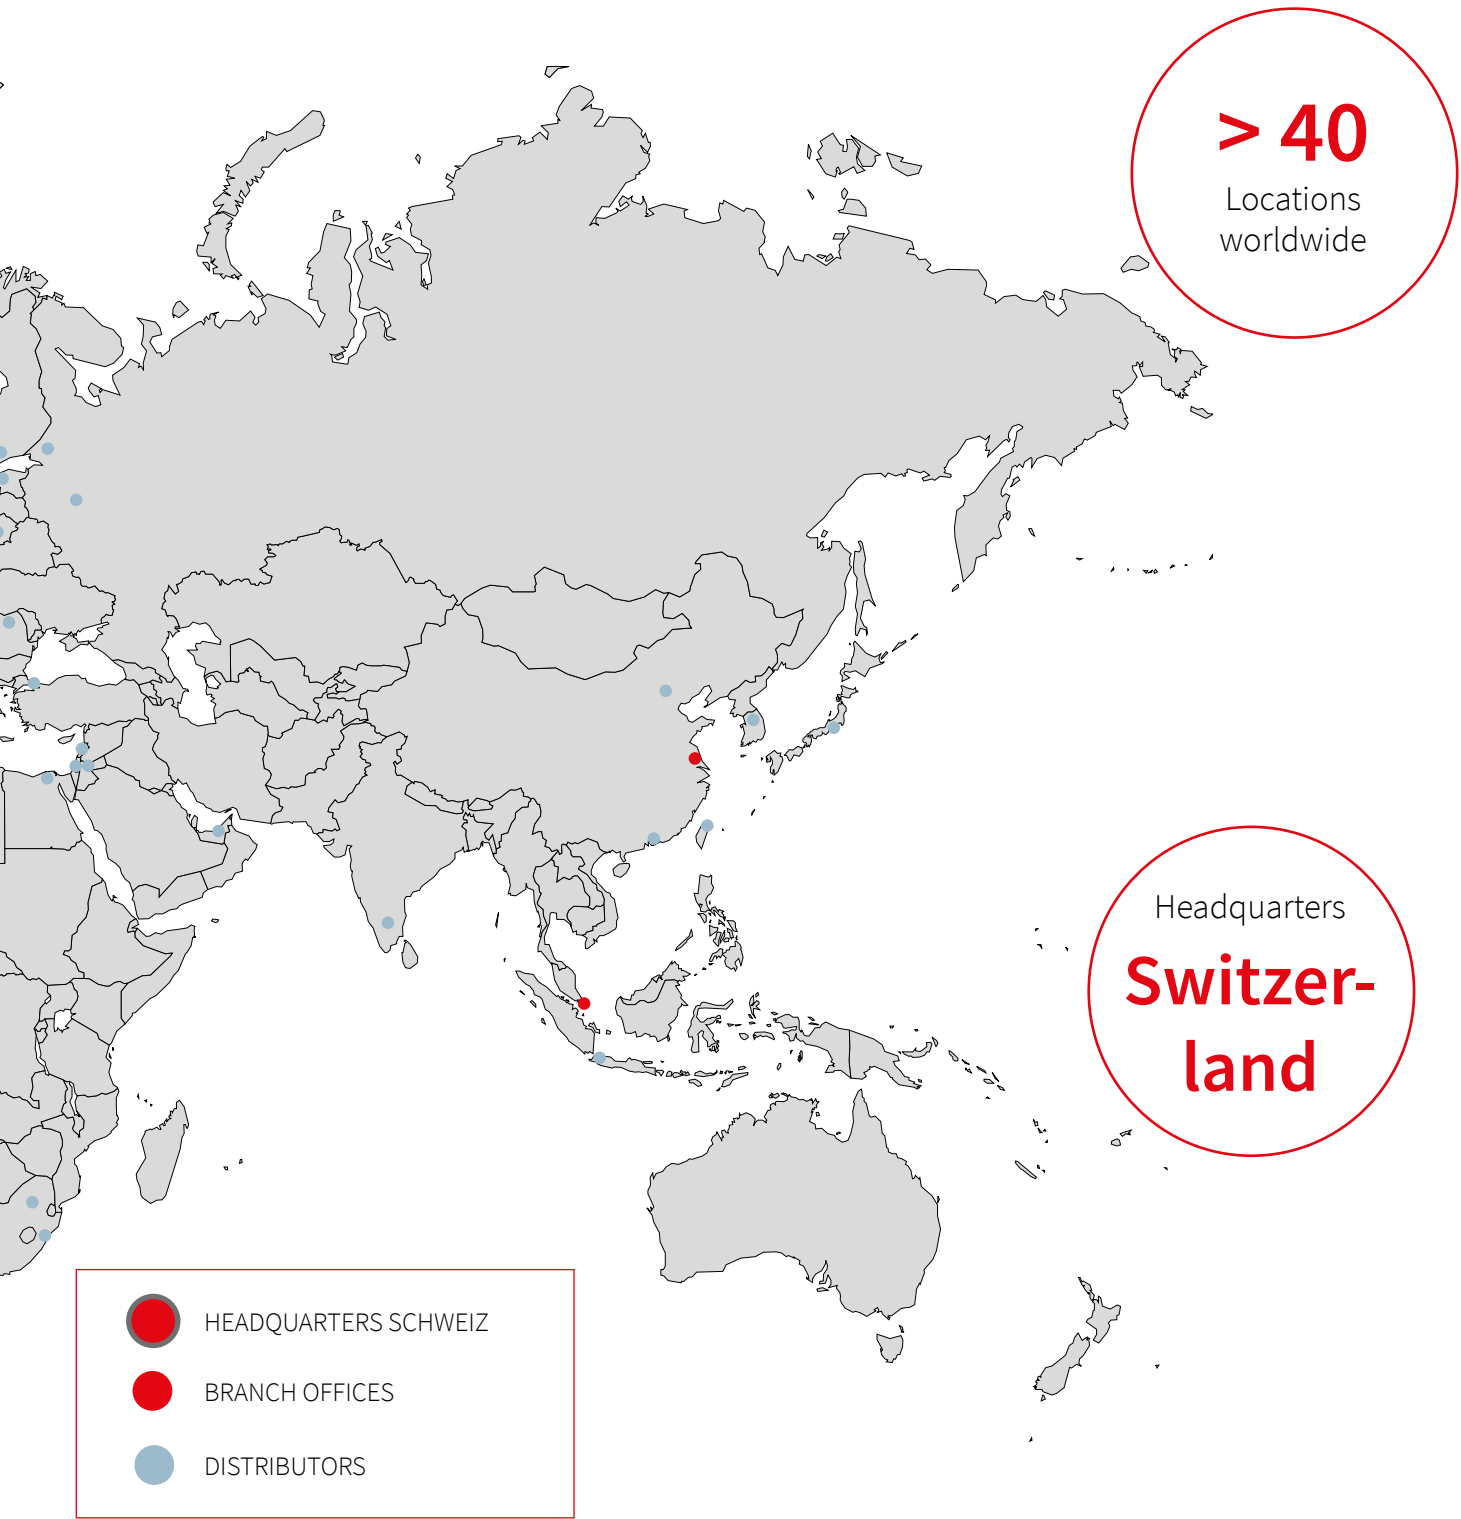 > 40
Locations
worldwide
Headquarters
Switzer-
land
HEADQUARTERS SCHWEIZ
BRANCH OFFICES
DISTRIBUTORS